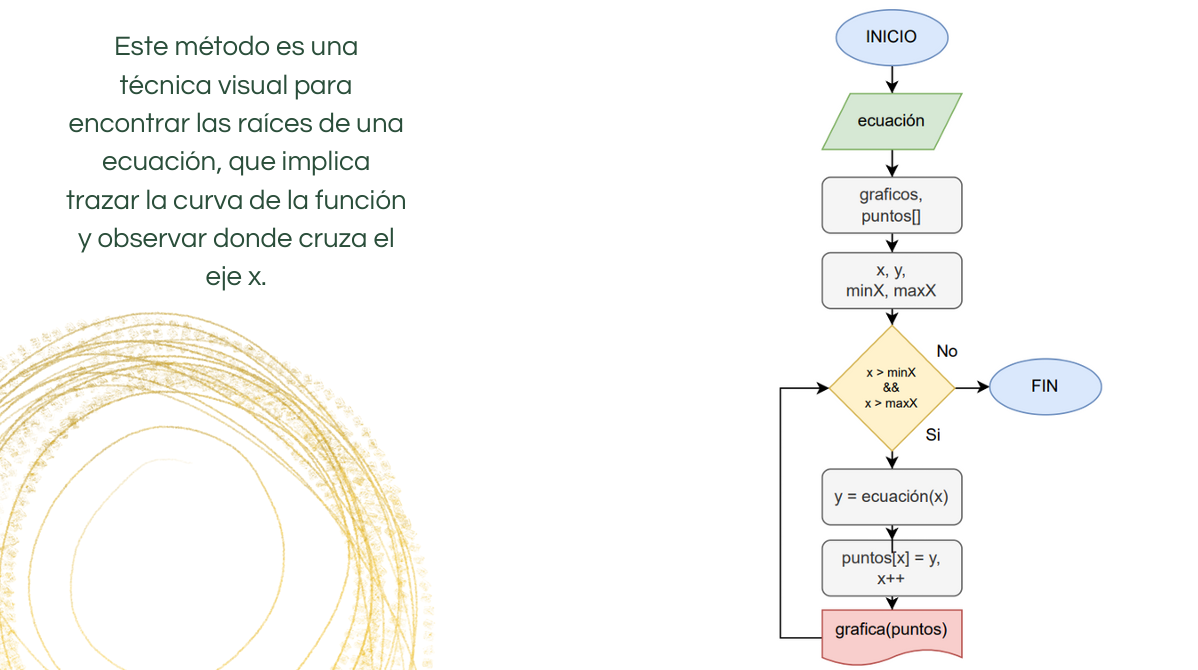 Este método es una
técnica visual para
encontrar las raíces de una
ecuación, que implica
trazar la curva de la función
y observar donde cruza el
eje x.
INICIO
ecuación
graficos,
puntos[]
x, y,
minX, maxX
No
x > minX
&&
x > maxX
FIN
Si
y = ecuación(x)
puntos[x] = y,
x++
grafica(puntos)